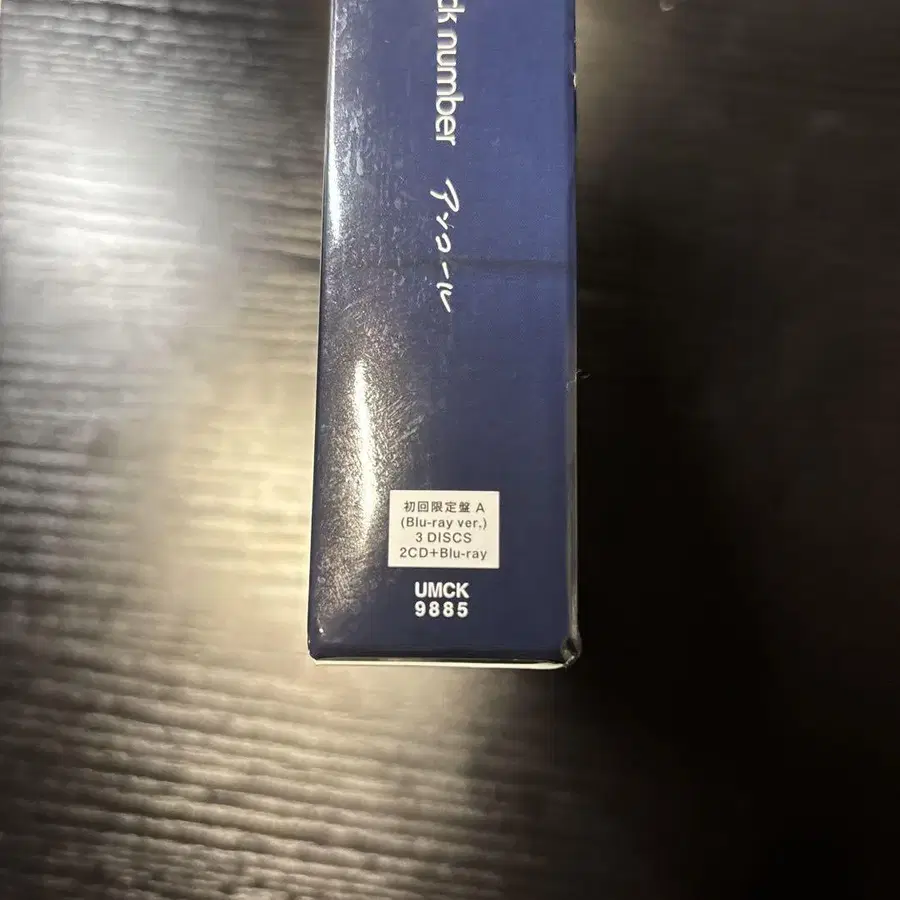 ck number アンコール
初回限定盤 A
(Blu-ray ver.)
3 DISCS
2CD+Blu-ray
UMCK
9885